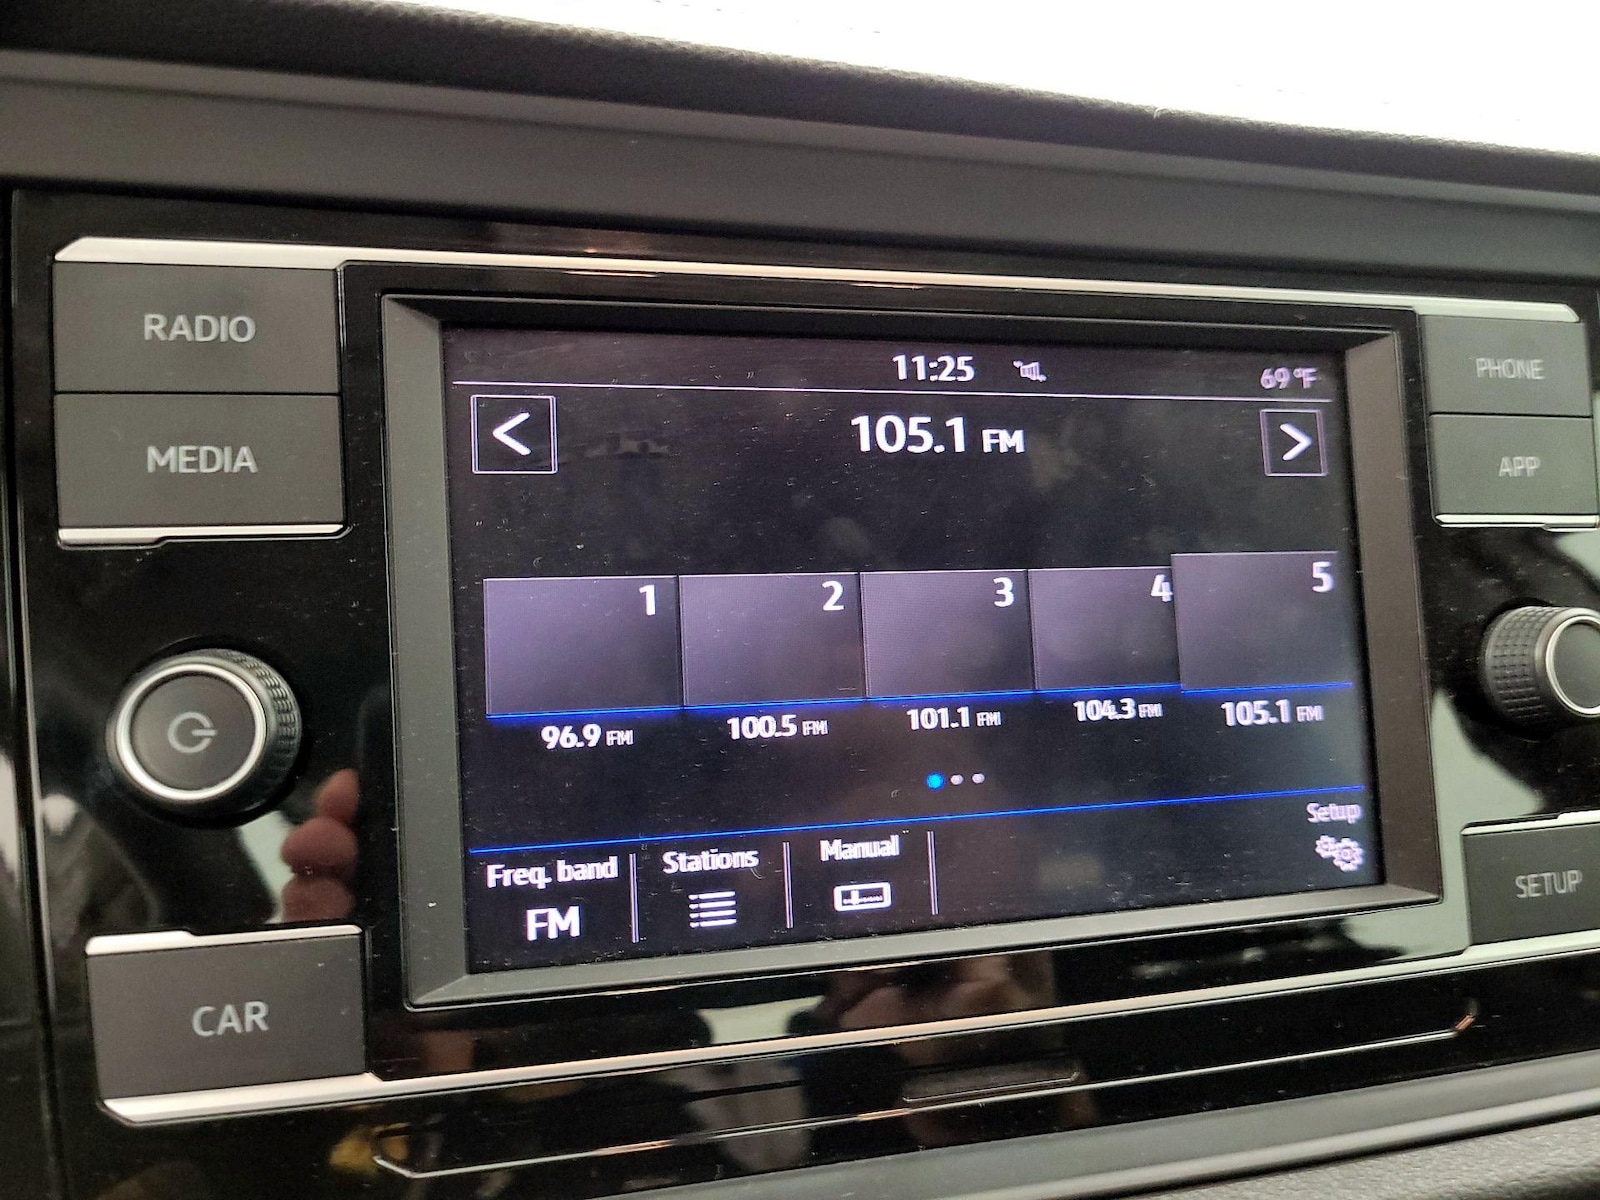 RADIO
MEDIA
CAR
11:25
69 °F
<
105.1 FM
>
1
2
3
4
5
96.9 FM
100.5 FM
101.1 FM
104.3 FM
105.1 FM
Setup
Freq. band
FM
Stations
Manual
PHONE
APP
SETUP